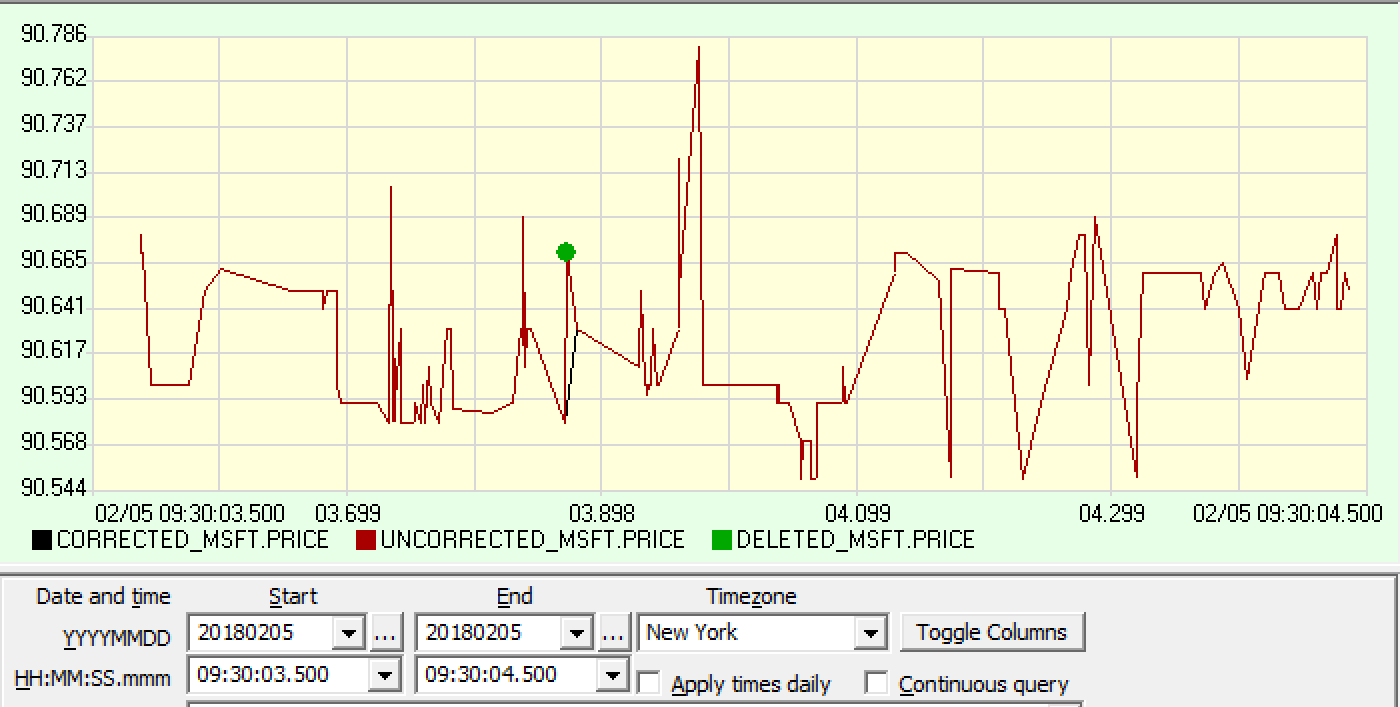 90.786
90.762
90.737
90.713
90.689
90.665
90.641
90.617
90.593
90.568
90.544
02/05 09:30:03.500 03.699 03.898 04.099 04.299 02/05 09:30:04.500
CORRECTED_MSFT.PRICE UNCORRECTED_MSFT.PRICE DELETED_MSFT.PRICE
Date and time Start End Timezone
YYYYMMDD 20180205 ... 20180205 ... New York Toggle Columns
HH:MM:SS.mmm 09:30:03.500 09:30:04.500 Apply times daily Continuous query